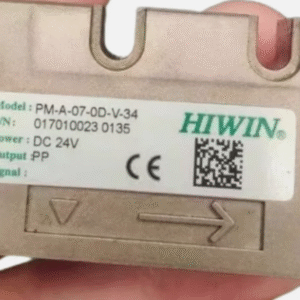 Model : PM-A-07-0D-V-34
S/N : 017010023 0135
Power : DC 24V
Output : PP
Signal :
HIWIN®
CE